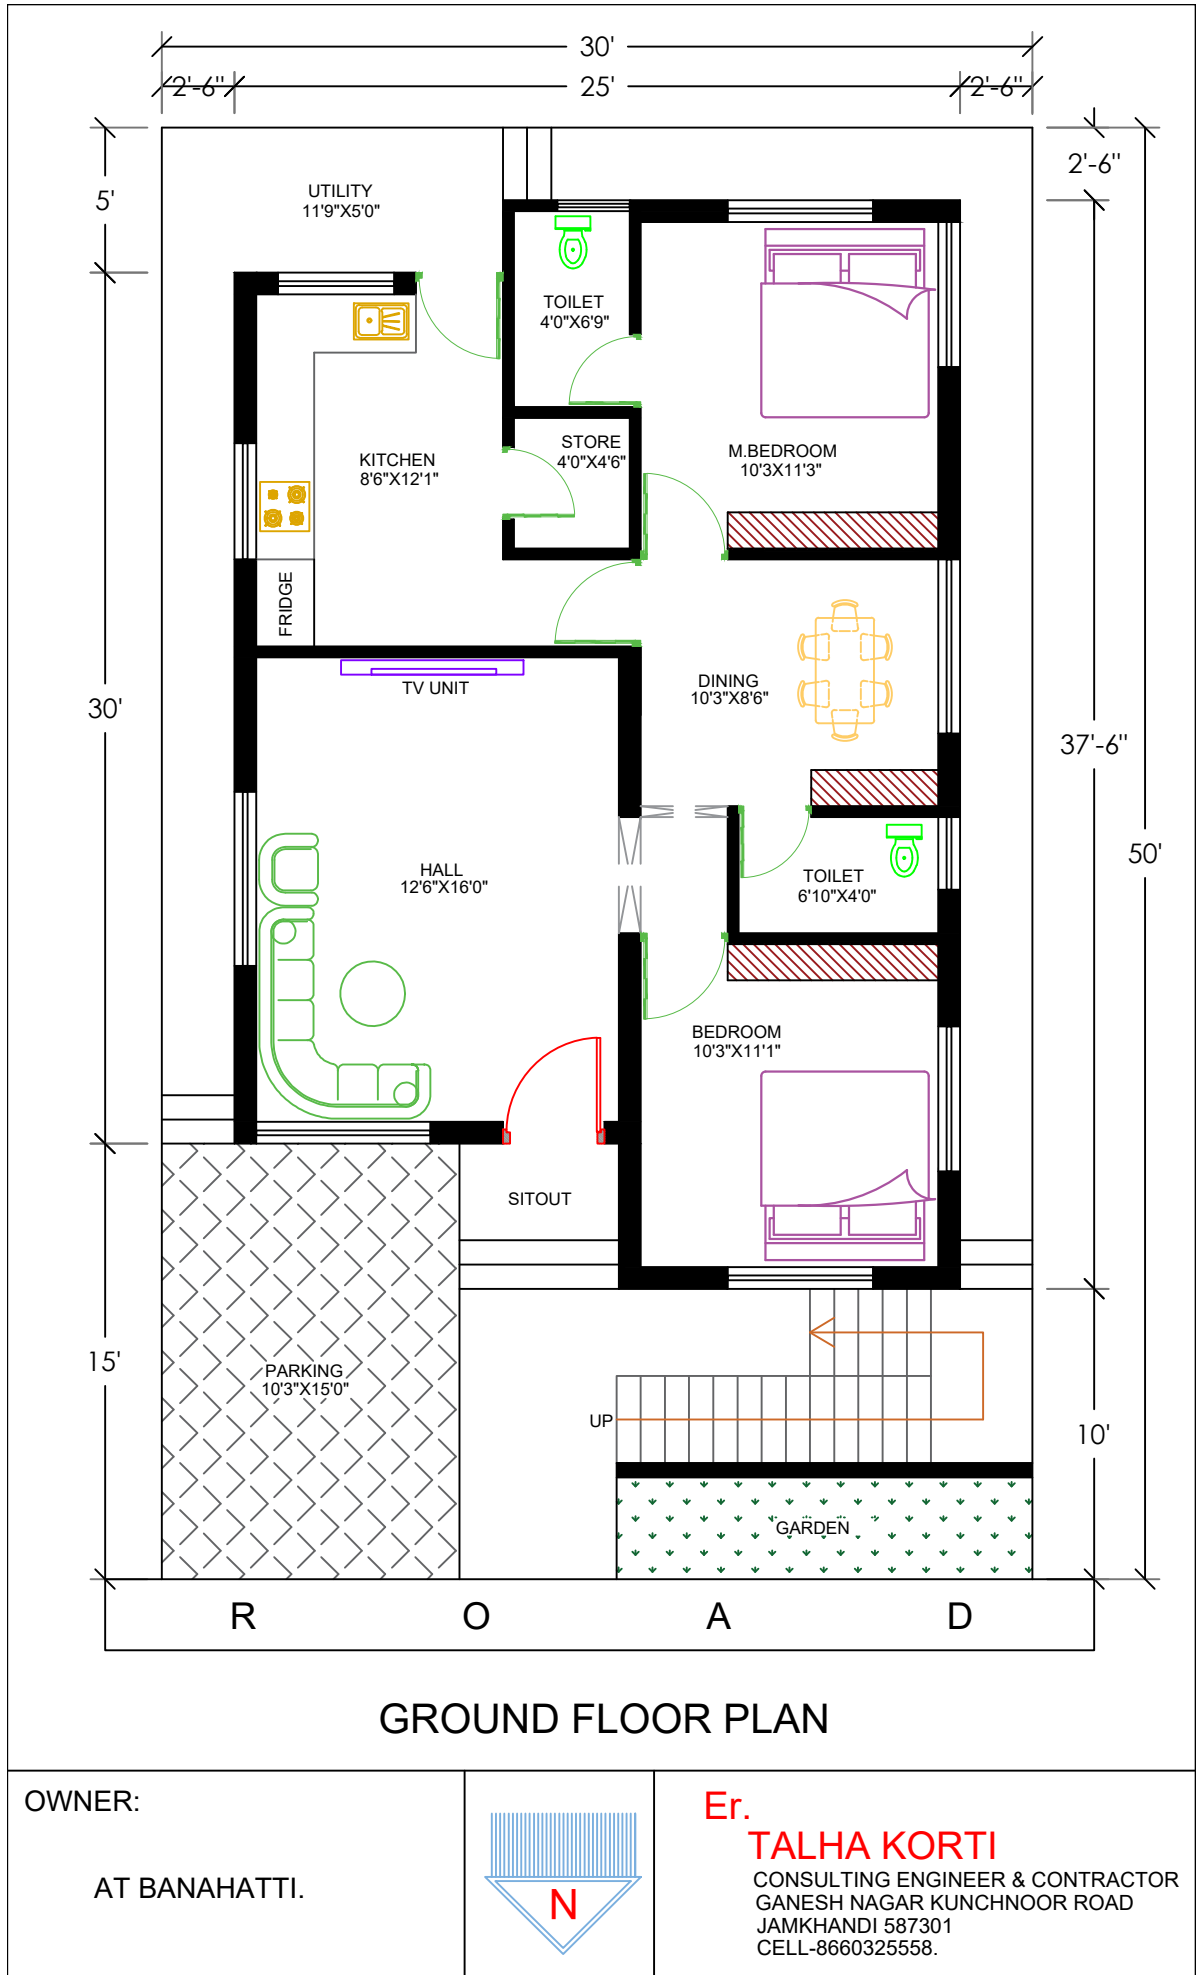 30'
2'-6"
25'
2'-6"
5'
2'-6"
UTILITY
11'9"X5'0"
TOILET
4'0"X6'9"
STORE
4'0"X4'6"
M.BEDROOM
10'3X11'3"
KITCHEN
8'6"X12'1"
FRIDGE
TV UNIT
DINING
10'3"X8'6"
30'
37'-6"
50'
HALL
12'6"X16'0"
TOILET
6'10"X4'0"
BEDROOM
10'3"X11'1"
SITOUT
15'
PARKING
10'3"X15'0"
UP
10'
GARDEN
R O A D
GROUND FLOOR PLAN
OWNER:
AT BANAHATTI.
N
Er.
TALHA KORTI
CONSULTING ENGINEER & CONTRACTOR
GANESH NAGAR KUNCHNOOR ROAD
JAMKHANDI 587301
CELL-8660325558.